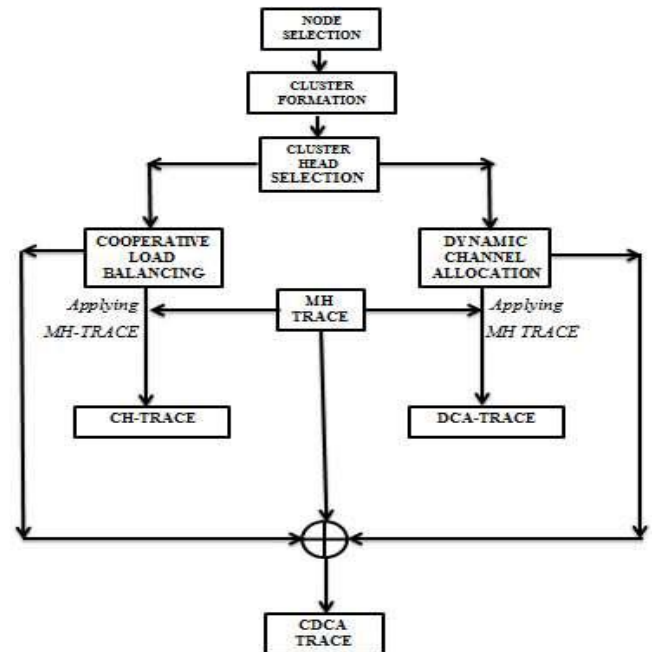 NODE
SELECTION
CLUSTER
FORMATION
CLUSTER
HEAD
SELECTION
COOPERATIVE
LOAD
BALANCING
DYNAMIC
CHANNEL
ALLOCATION
Applying
MH-TRACE
MH
TRACE
Applying
MH TRACE
CH-TRACE
DCA-TRACE
CDCA
TRACE